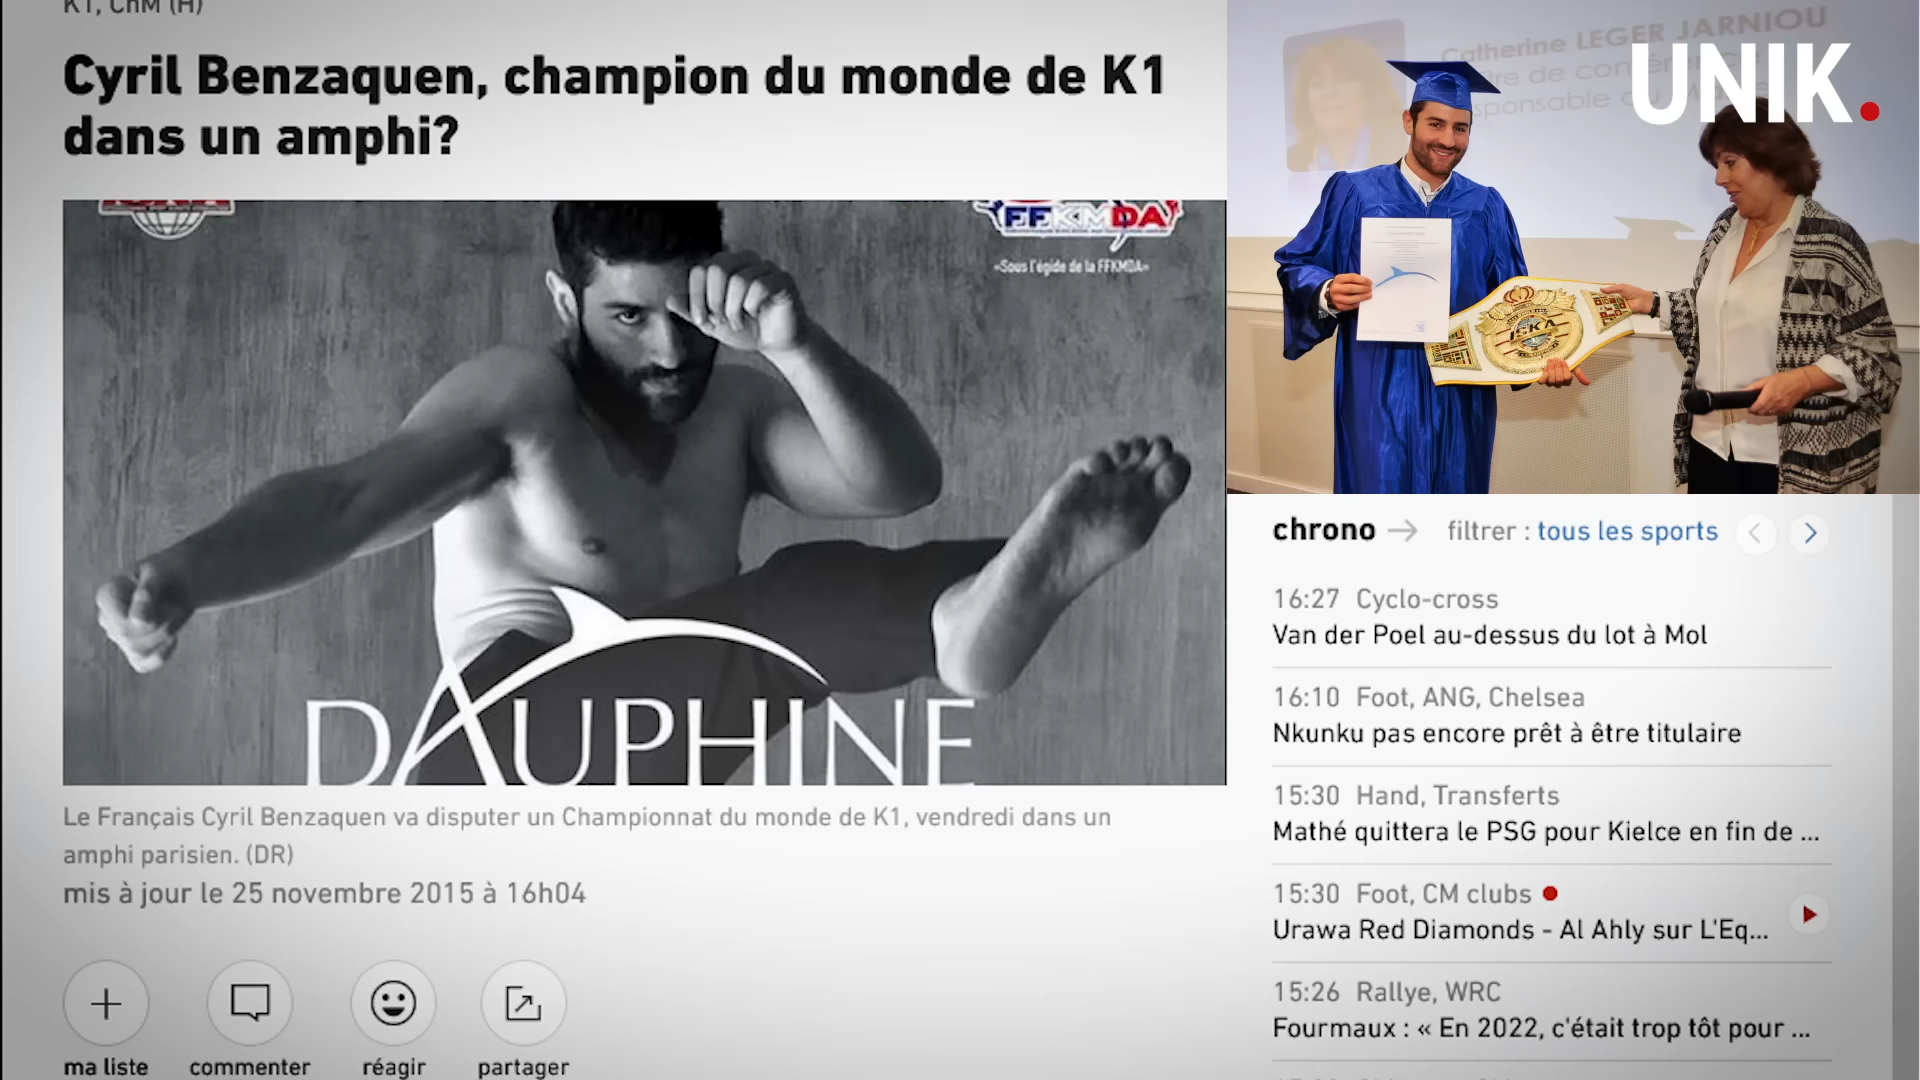 K1, ChM (H)
Cyril Benzaquen, champion du monde de K1
dans un amphi?
FFKMDA
«Sous l'égide de la FFKMDA»
DAUPHINE
Le Français Cyril Benzaquen va disputer un Championnat du monde de K1, vendredi dans un
amphi parisien. (DR)
mis à jour le 25 novembre 2015 à 16h04
ma liste
commenter
réagir
partager
Catherine LEGER JARNIOU
UNIK.
chrono
filtrer : tous les sports
16:27 Cyclo-cross
Van der Poel au-dessus du lot à Mol
16:10 Foot, ANG, Chelsea
Nkunku pas encore prêt à être titulaire
15:30 Hand, Transferts
Mathé quittera le PSG pour Kielce en fin de ...
15:30 Foot, CM clubs
Urawa Red Diamonds - Al Ahly sur L'Eq...
15:26 Rallye, WRC
Fourmaux : « En 2022, c'était trop tôt pour ...